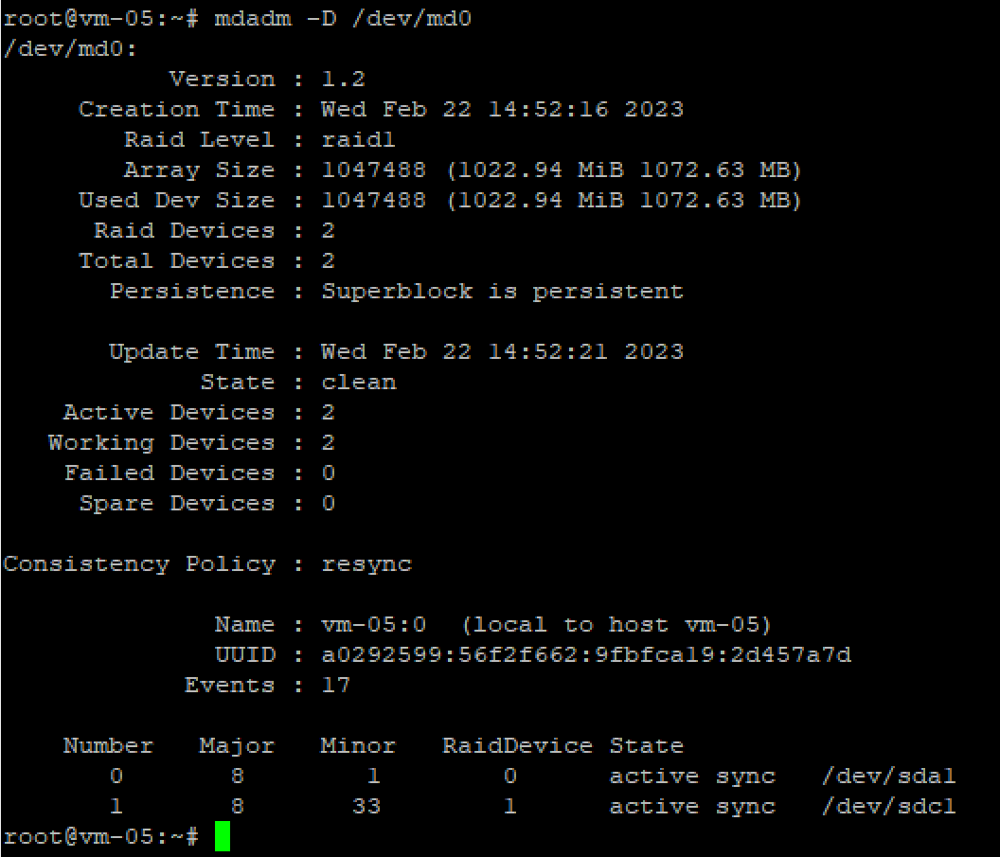 root@vm-05:~# mdadm -D /dev/md0
/dev/md0:
Version : 1.2
Creation Time : Wed Feb 22 14:52:16 2023
Raid Level : raid1
Array Size : 1047488 (1022.94 MiB 1072.63 MB)
Used Dev Size : 1047488 (1022.94 MiB 1072.63 MB)
Raid Devices : 2
Total Devices : 2
Persistence : Superblock is persistent
Update Time : Wed Feb 22 14:52:21 2023
State : clean
Active Devices : 2
Working Devices : 2
Failed Devices : 0
Spare Devices : 0
Consistency Policy : resync
Name : vm-05:0  (local to host vm-05)
UUID : a0292599:56f2f662:9fbfca19:2d457a7d
Events : 17
Number   Major   Minor   RaidDevice State
0       8        1        0      active sync   /dev/sda1
1       8       33        1      active sync   /dev/sdc1
root@vm-05:~#